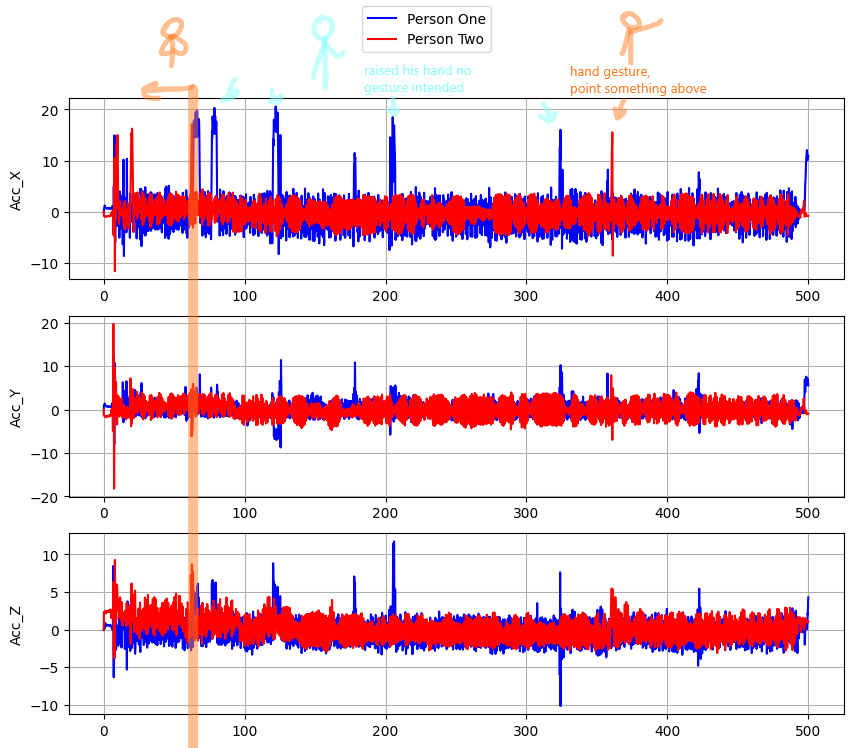 Person One
Person Two
raised his hand no
gesture intended
hand gesture,
point something above
Acc_X
20
10
0
−10
0 100 200 300 400 500
Acc_Y
20
10
0
−10
−20
0 100 200 300 400 500
Acc_Z
10
5
0
−5
−10
0 100 200 300 400 500